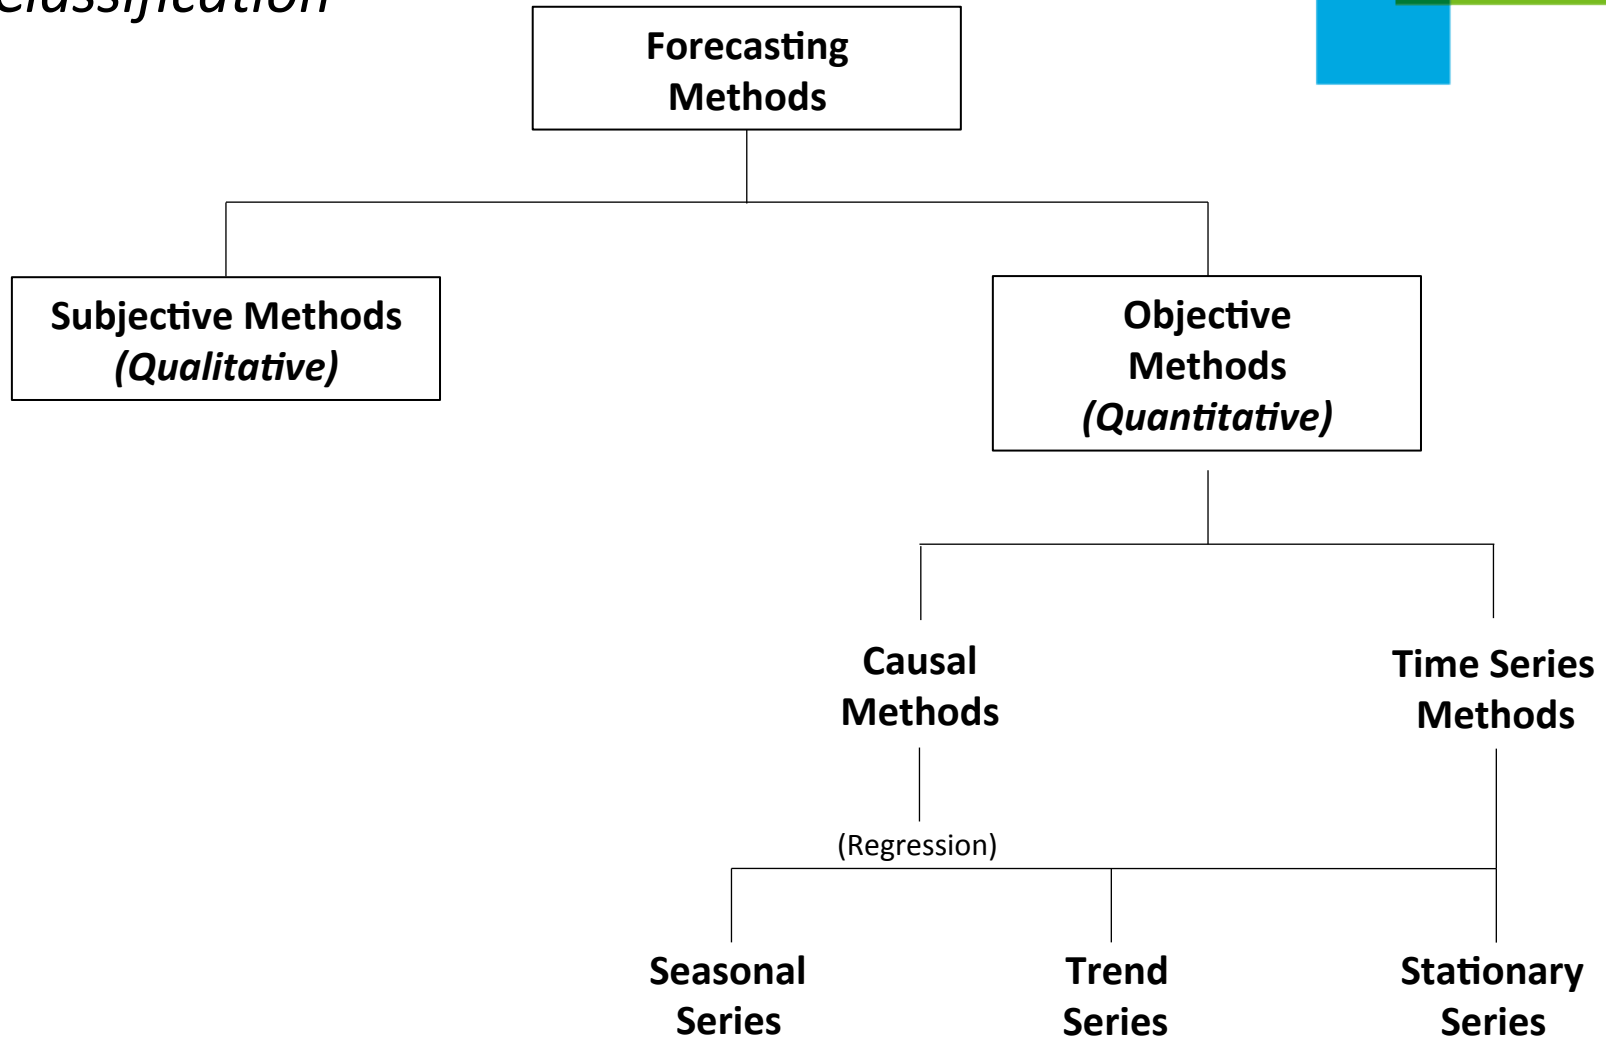 Classification
Forecasting
Methods
Subjective Methods
(Qualitative)
Objective
Methods
(Quantitative)
Causal
Methods
Time Series
Methods
(Regression)
Seasonal
Series
Trend
Series
Stationary
Series